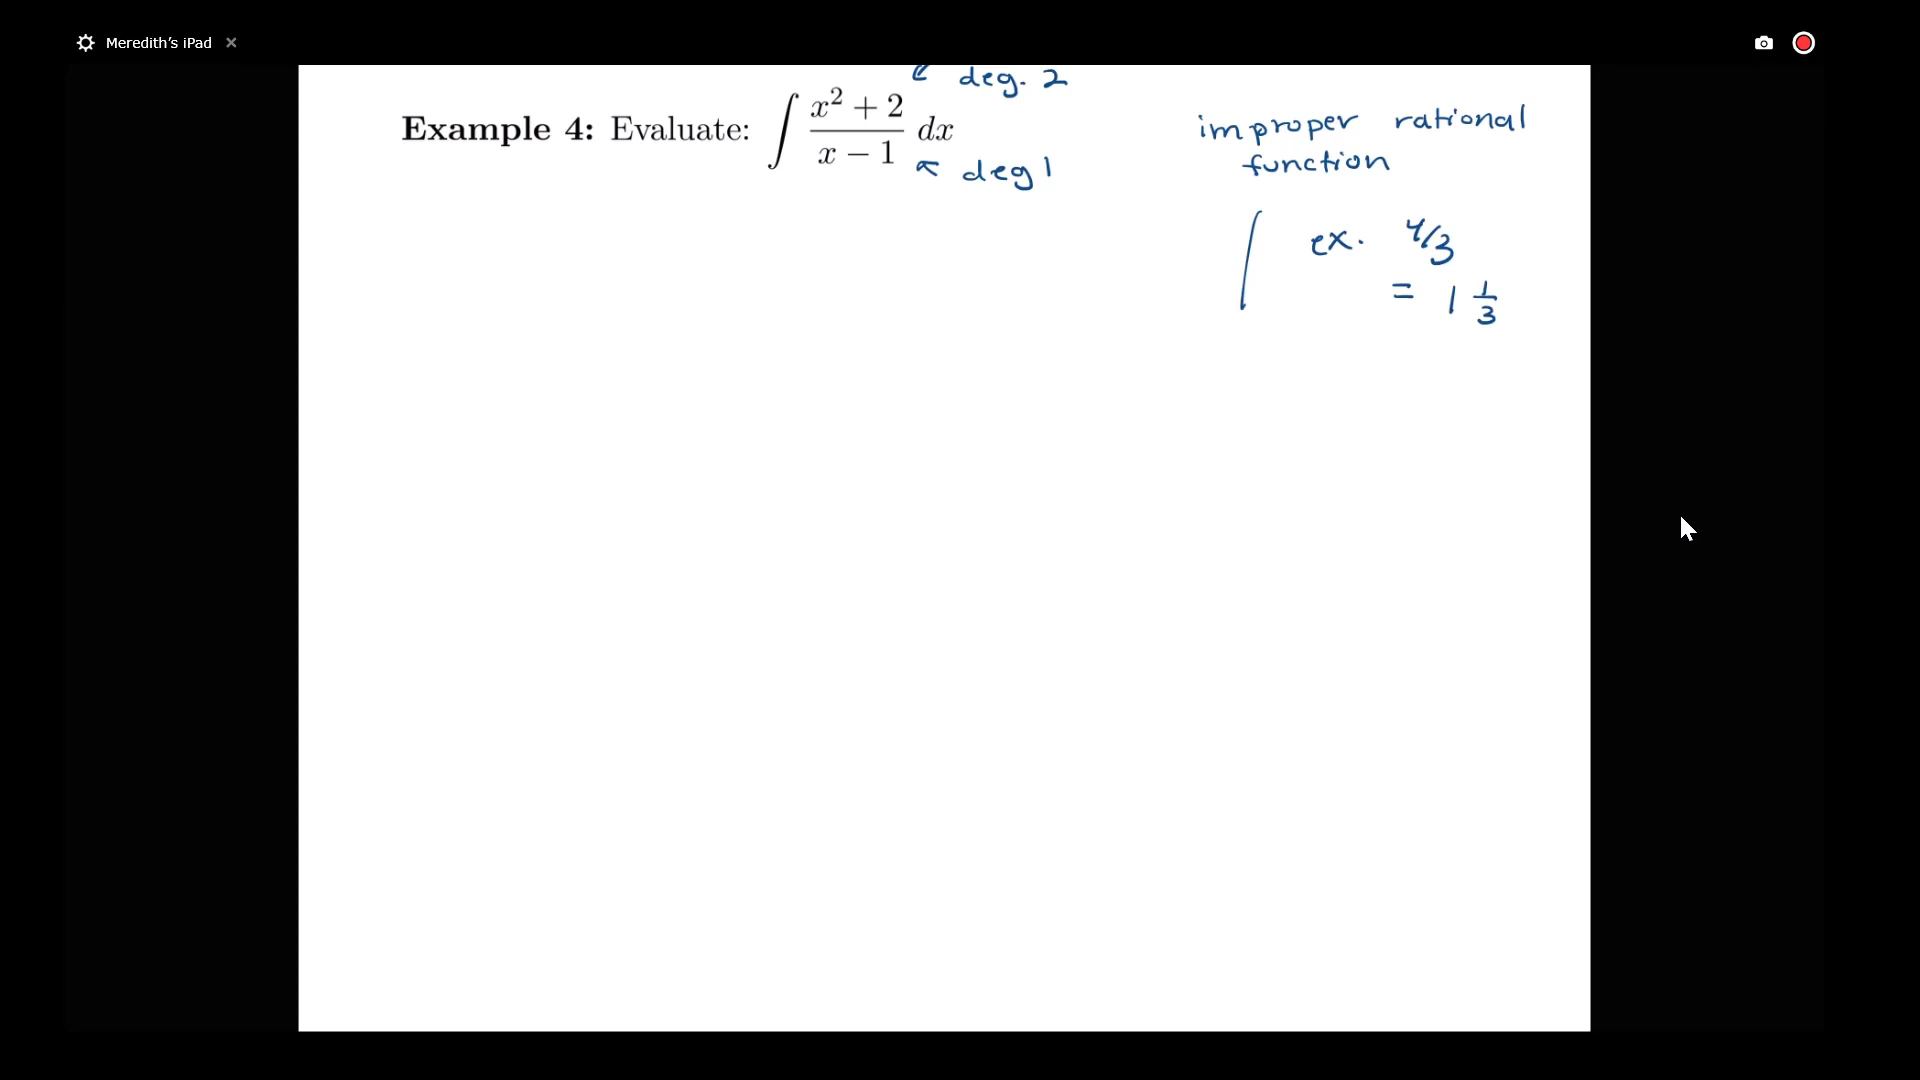 Meredith's iPad ×
↙ deg. 2
Example 4: Evaluate: ∫ (x² + 2)/(x − 1) dx
↖ deg 1
improper rational
function
ex. 4/3
= 1 1/3